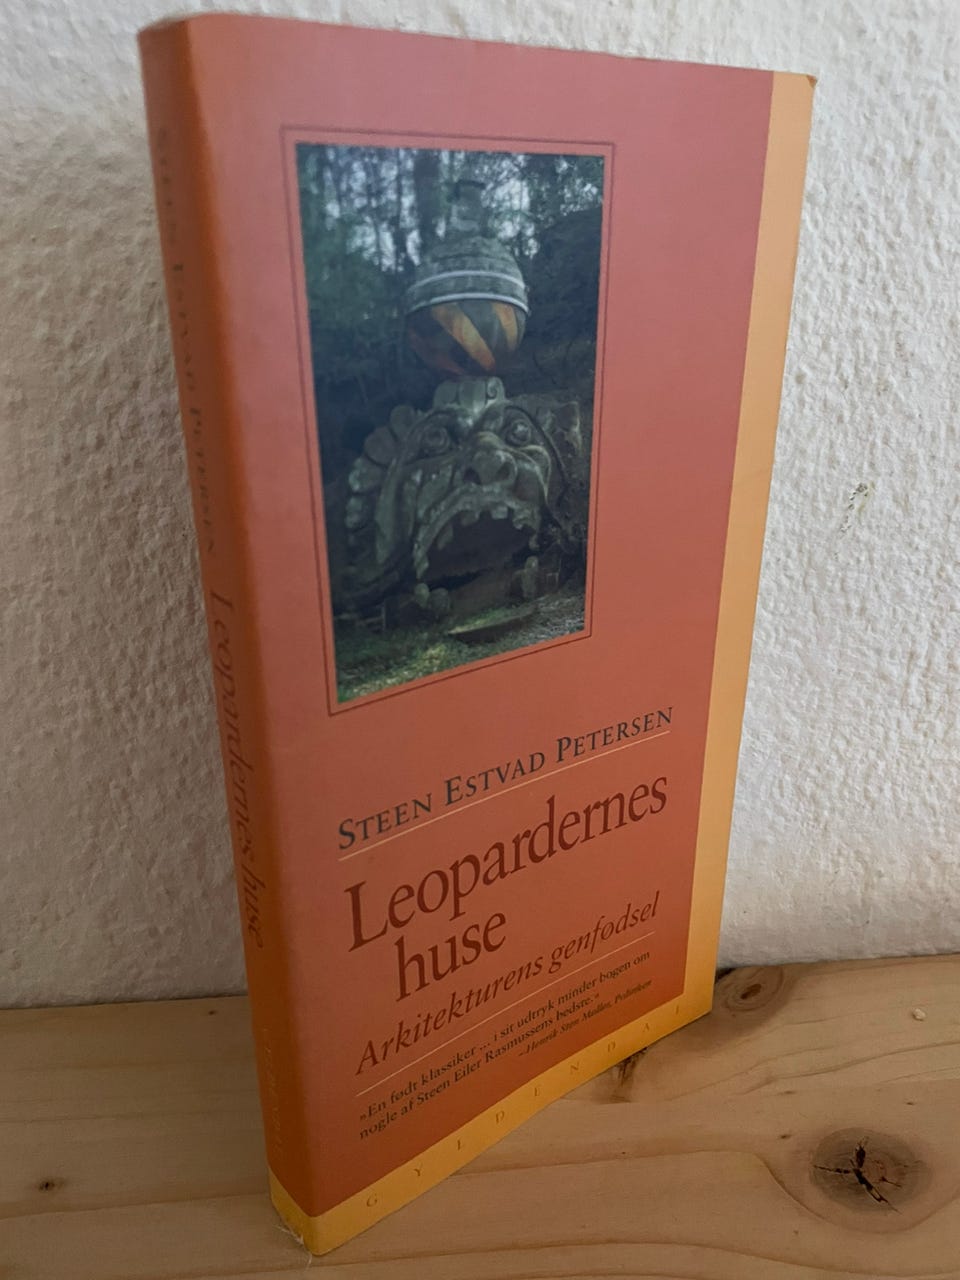 STEEN ESTVAD PETERSEN Leopardernes huse
STEEN ESTVAD PETERSEN
Leopardernes
huse
Arkitekturens genfødsel
»En født klassiker ... i sit udtryk minder bogen om
nogle af Steen Eiler Rasmussens bedste.«
– Henrik Sten Møller, Politiken
GYLDENDAL